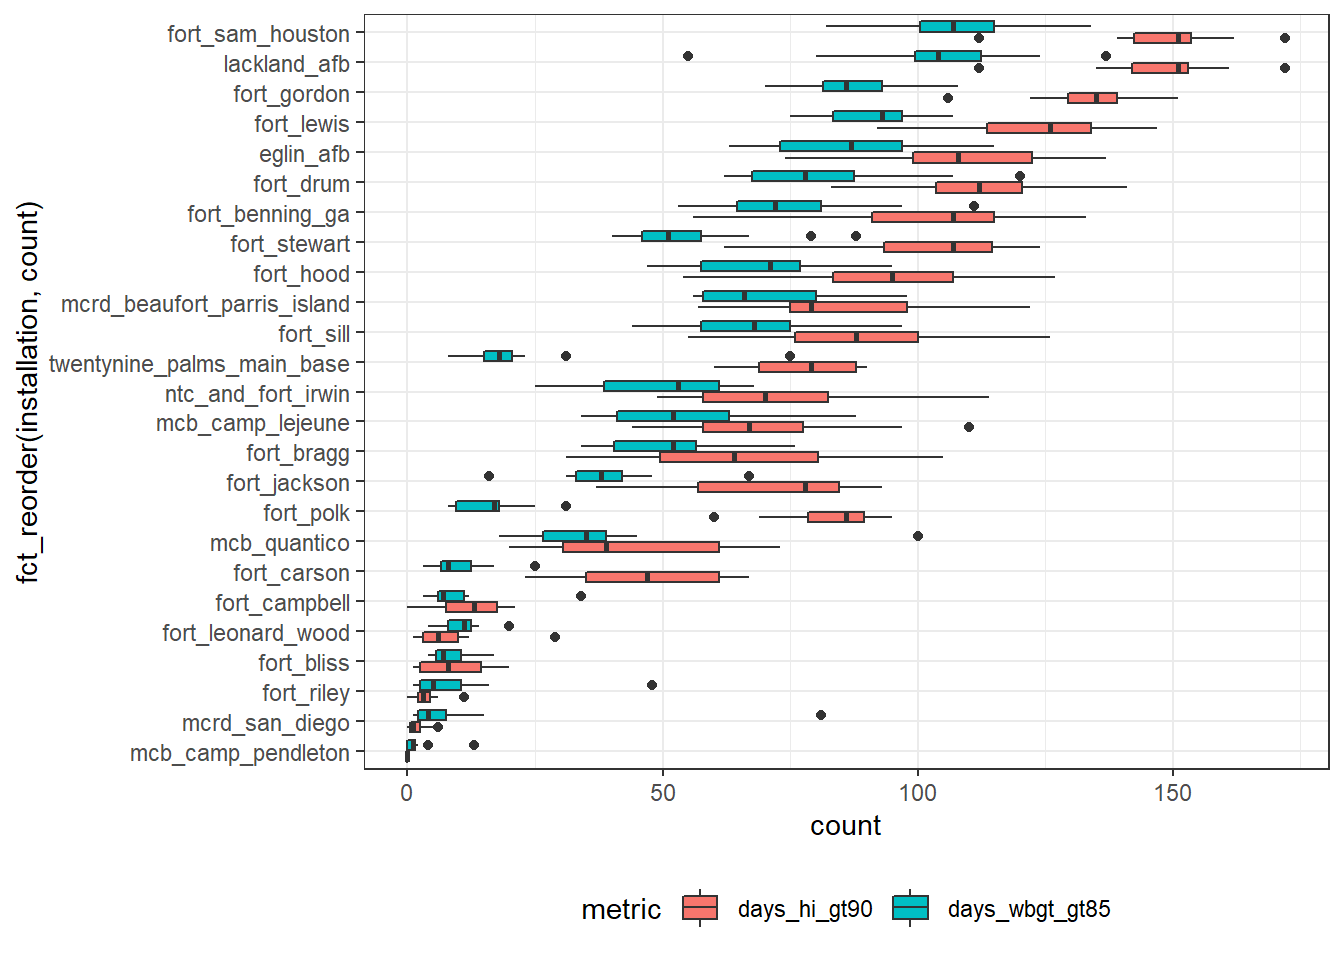 fct_reorder(installation, count)
fort_sam_houston
lackland_afb
fort_gordon
fort_lewis
eglin_afb
fort_drum
fort_benning_ga
fort_stewart
fort_hood
mcrd_beaufort_parris_island
fort_sill
twentynine_palms_main_base
ntc_and_fort_irwin
mcb_camp_lejeune
fort_bragg
fort_jackson
fort_polk
mcb_quantico
fort_carson
fort_campbell
fort_leonard_wood
fort_bliss
fort_riley
mcrd_san_diego
mcb_camp_pendleton
0 50 100 150
count
metric days_hi_gt90 days_wbgt_gt85